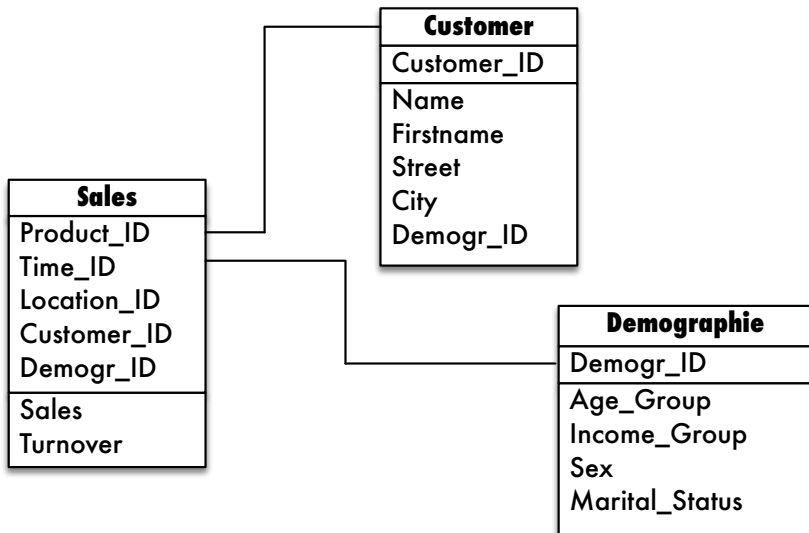 Customer
Customer_ID
Name
Firstname
Street
City
Demogr_ID
Sales
Product_ID
Time_ID
Location_ID
Customer_ID
Demogr_ID
Sales
Turnover
Demographie
Demogr_ID
Age_Group
Income_Group
Sex
Marital_Status